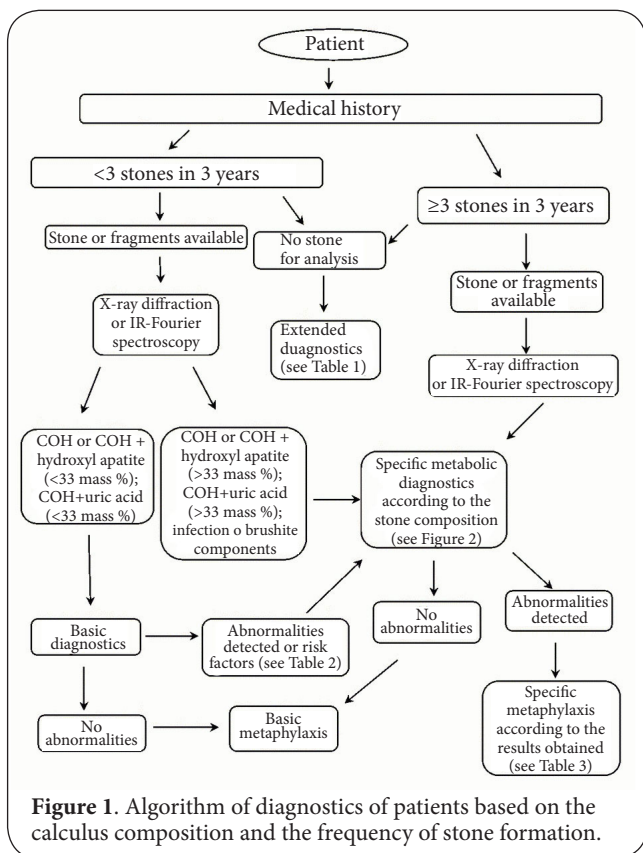 Patient
Medical history
<3 stones in 3 years
≥3 stones in 3 years
Stone or fragments available
No stone
for analysis
Stone or fragments
available
X-ray diffraction
or IR-Fourier
spectroscopy
Extended
duagnostics
(see Table 1)
X-ray diffraction
or IR-Fourier spectroscopy
COH or COH +
hydroxyl apatite
(<33 mass %);
COH+uric acid
(<33 mass %)
COH or COH +
hydroxyl apatite
(>33 mass %);
COH+uric acid
(>33 mass %);
infection o brushite
components
Specific metabolic
diagnostics
according to the
stone composition
(see Figure 2)
Basic
diagnostics
Abnormalities
detected or risk
factors (see Table 2)
No
abnormalities
Abnormalities
detected
No
abnormalities
Basic
metaphylaxis
Specific
metaphylaxis
according to the
results obtained
(see Table 3)
Figure 1. Algorithm of diagnostics of patients based on the
calculus composition and the frequency of stone formation.